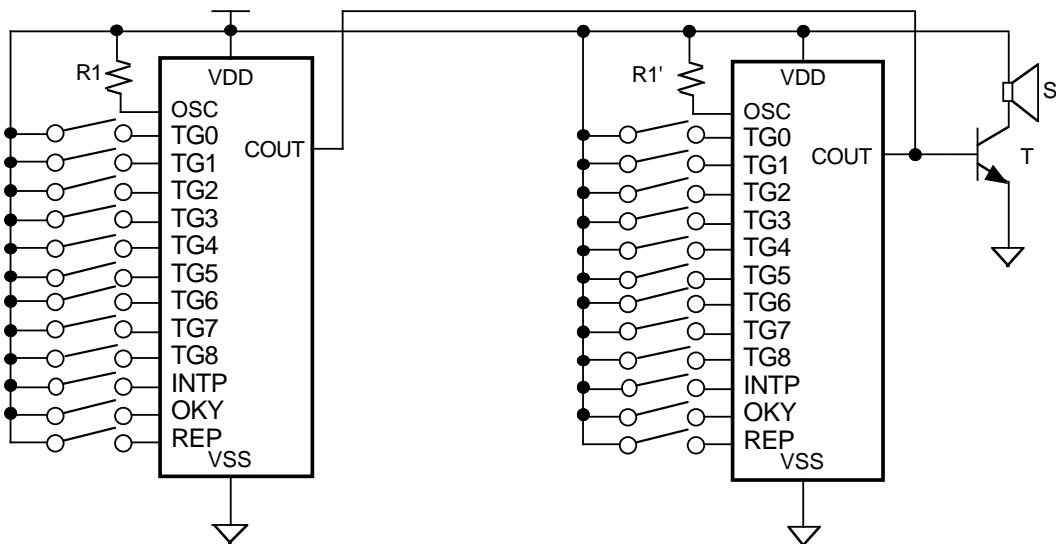 R1
VDD
OSC
TG0
TG1
COUT
TG2
TG3
TG4
TG5
TG6
TG7
TG8
INTP
OKY
REP
VSS
R1'
VDD
OSC
TG0
TG1
COUT
TG2
TG3
TG4
TG5
TG6
TG7
TG8
INTP
OKY
REP
VSS
S
T